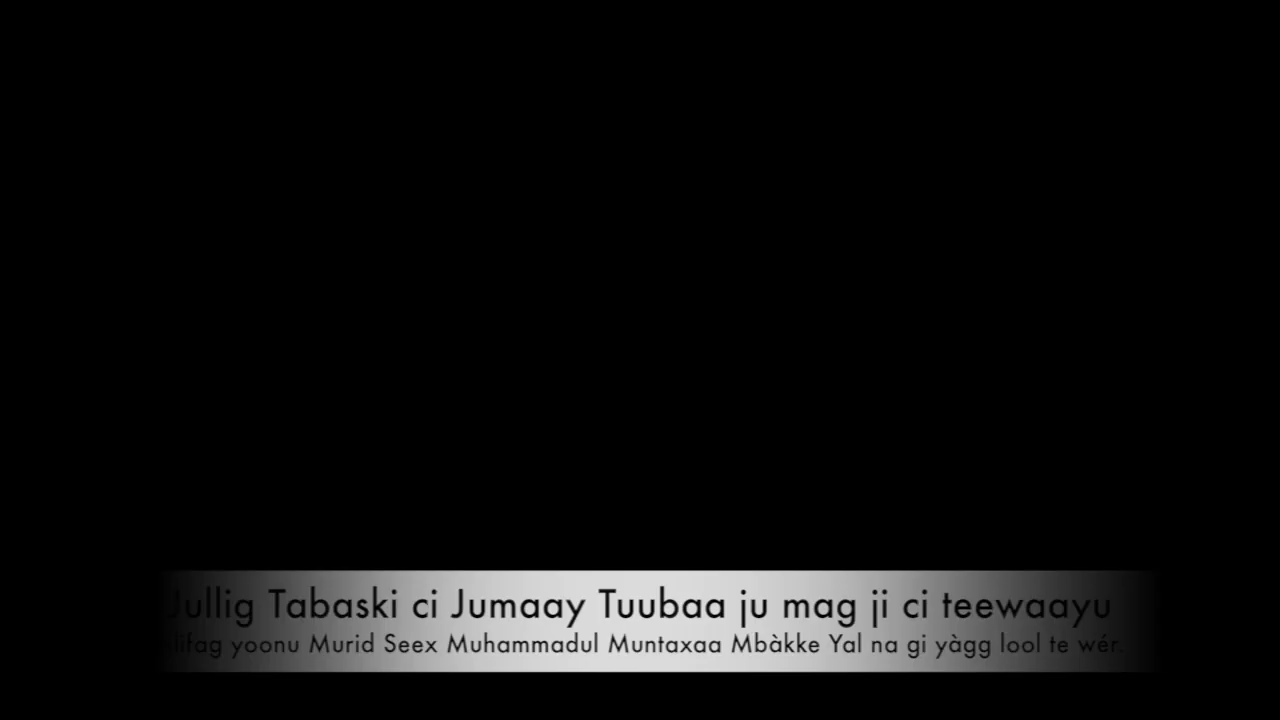 Jullig Tabaski ci Jumaay Tuubaa ju mag ji ci teewaayu
yoonu Murid Seex Muhammadul Muntaxaa Mbàkke Yal na gi yàgg lool te wér.